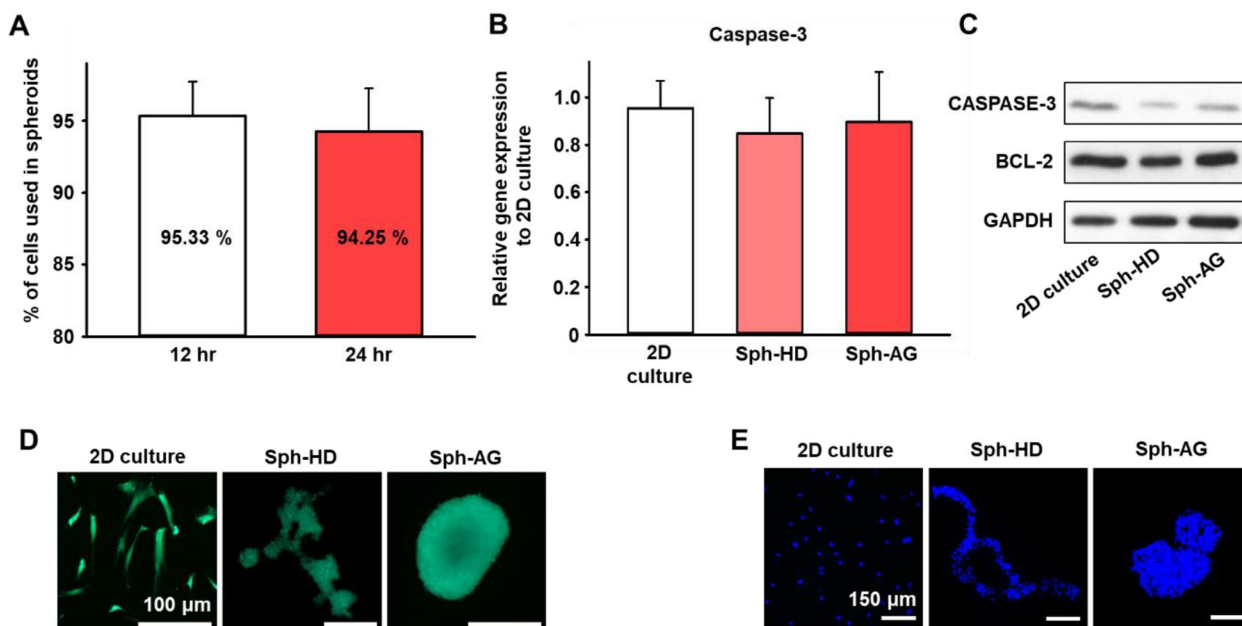 A
% of cells used in spheroids
95
90
85
80
95.33 %
94.25 %
12 hr
24 hr
B
Caspase-3
Relative gene expression
to 2D culture
1.0
0.8
0.6
0.4
0.2
0
2D
culture
Sph-HD
Sph-AG
C
CASPASE-3
BCL-2
GAPDH
2D culture
Sph-HD
Sph-AG
D
2D culture
Sph-HD
Sph-AG
100 µm
E
2D culture
Sph-HD
Sph-AG
150 µm